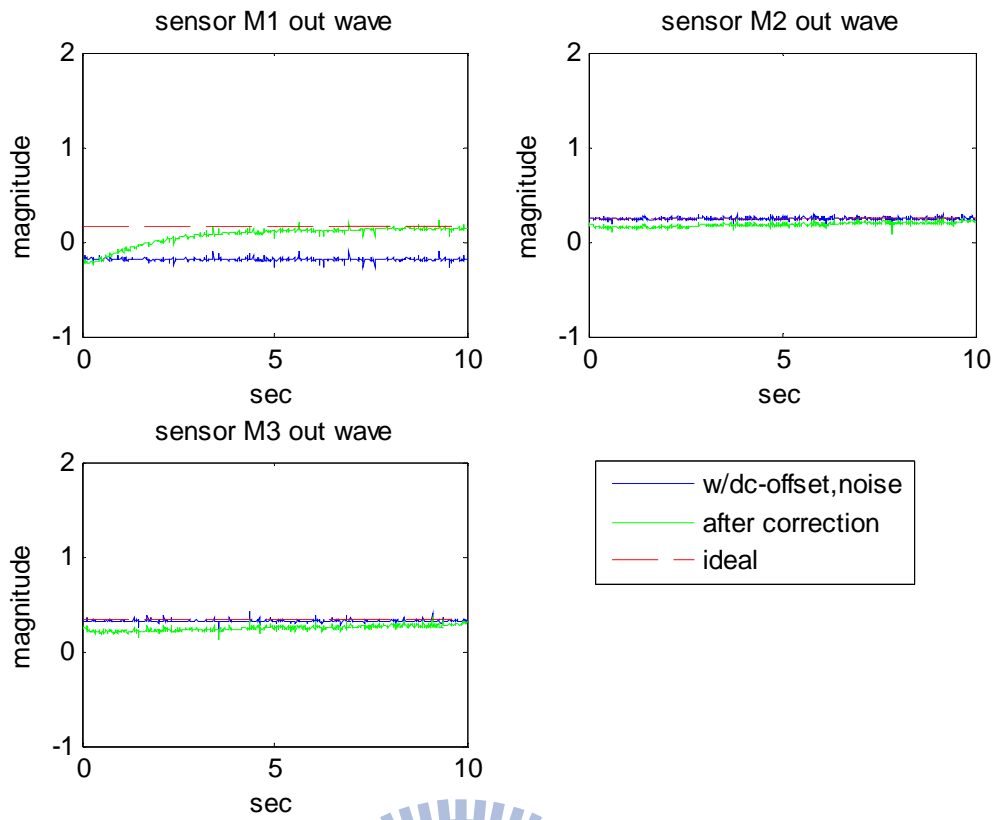 sensor M1 out wave
2
1
0
-1
magnitude
0 5 10
sec
sensor M2 out wave
2
1
0
-1
magnitude
0 5 10
sec
sensor M3 out wave
2
1
0
-1
magnitude
0 5 10
sec
w/dc-offset,noise
after correction
ideal